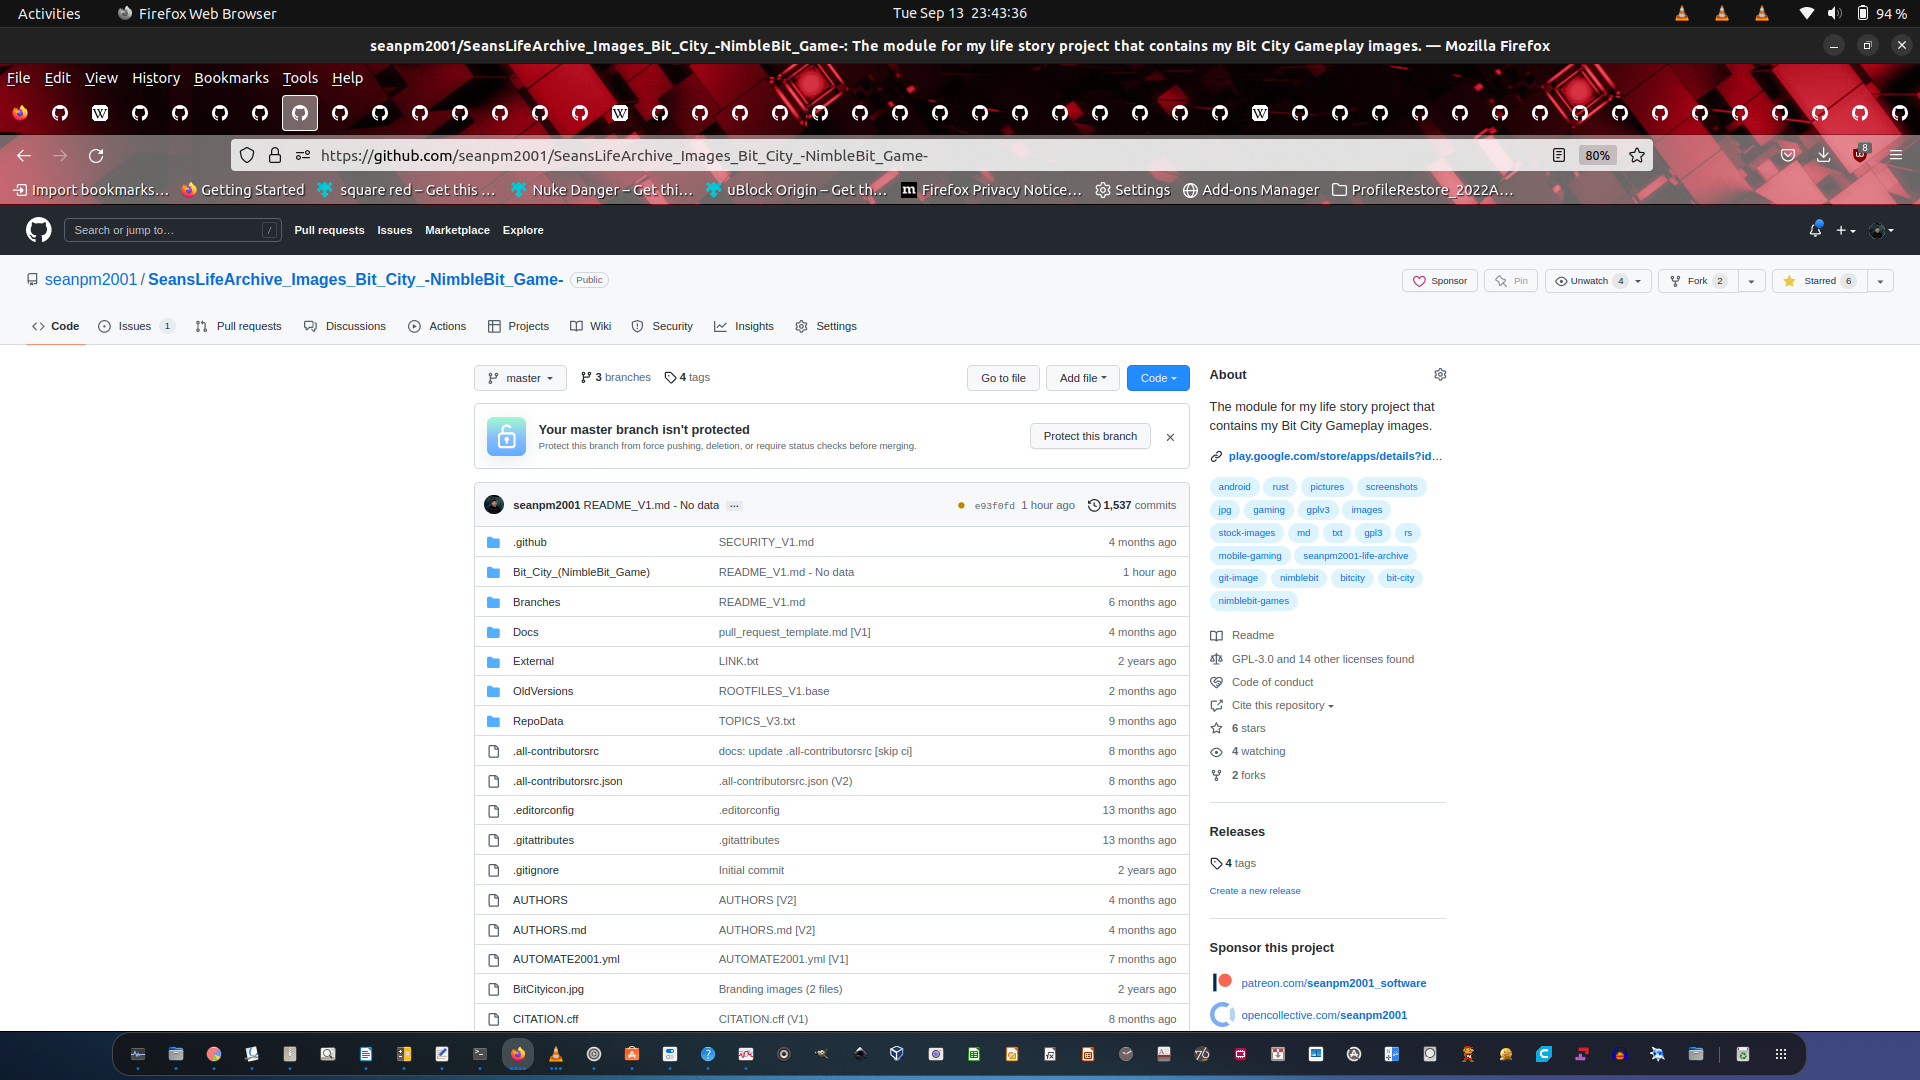 Activities Firefox Web Browser Tue Sep 13 23:43:36 94 %
seanpm2001/SeansLifeArchive_Images_Bit_City_-NimbleBit_Game-: The module for my life story project that contains my Bit City Gameplay images. — Mozilla Firefox
File Edit View History Bookmarks Tools Help
https://github.com/seanpm2001/SeansLifeArchive_Images_Bit_City_-NimbleBit_Game- 80% 8
Import bookmarks… Getting Started square red – Get this … Nuke Danger – Get thi… uBlock Origin – Get th… Firefox Privacy Notice… Settings Add-ons Manager ProfileRestore_2022A…
Search or jump to… / Pull requests Issues Marketplace Explore
seanpm2001 / SeansLifeArchive_Images_Bit_City_-NimbleBit_Game- Public Sponsor Pin Unwatch 4 Fork 2 Starred 6
Code Issues 1 Pull requests Discussions Actions Projects Wiki Security Insights Settings
master 3 branches 4 tags Go to file Add file Code
Your master branch isn't protected
Protect this branch from force pushing, deletion, or require status checks before merging.
Protect this branch
seanpm2001 README_V1.md - No data … e93f0fd 1 hour ago 1,537 commits
.github SECURITY_V1.md 4 months ago
Bit_City_(NimbleBit_Game) README_V1.md - No data 1 hour ago
Branches README_V1.md 6 months ago
Docs pull_request_template.md [V1] 4 months ago
External LINK.txt 2 years ago
OldVersions ROOTFILES_V1.base 2 months ago
RepoData TOPICS_V3.txt 9 months ago
.all-contributorsrc docs: update .all-contributorsrc [skip ci] 8 months ago
.all-contributorsrc.json .all-contributorsrc.json (V2) 8 months ago
.editorconfig .editorconfig 13 months ago
.gitattributes .gitattributes 13 months ago
.gitignore Initial commit 2 years ago
AUTHORS AUTHORS [V2] 4 months ago
AUTHORS.md AUTHORS.md [V2] 4 months ago
AUTOMATE2001.yml AUTOMATE2001.yml [V1] 7 months ago
BitCityicon.jpg Branding images (2 files) 2 years ago
CITATION.cff CITATION.cff (V1) 8 months ago
About
The module for my life story project that
contains my Bit City Gameplay images.
play.google.com/store/apps/details?id…
android rust pictures screenshots
jpg gaming gplv3 images
stock-images md txt gpl3 rs
mobile-gaming seanpm2001-life-archive
git-image nimblebit bitcity bit-city
nimblebit-games
Readme
GPL-3.0 and 14 other licenses found
Code of conduct
Cite this repository
6 stars
4 watching
2 forks
Releases
4 tags
Create a new release
Sponsor this project
patreon.com/seanpm2001_software
opencollective.com/seanpm2001